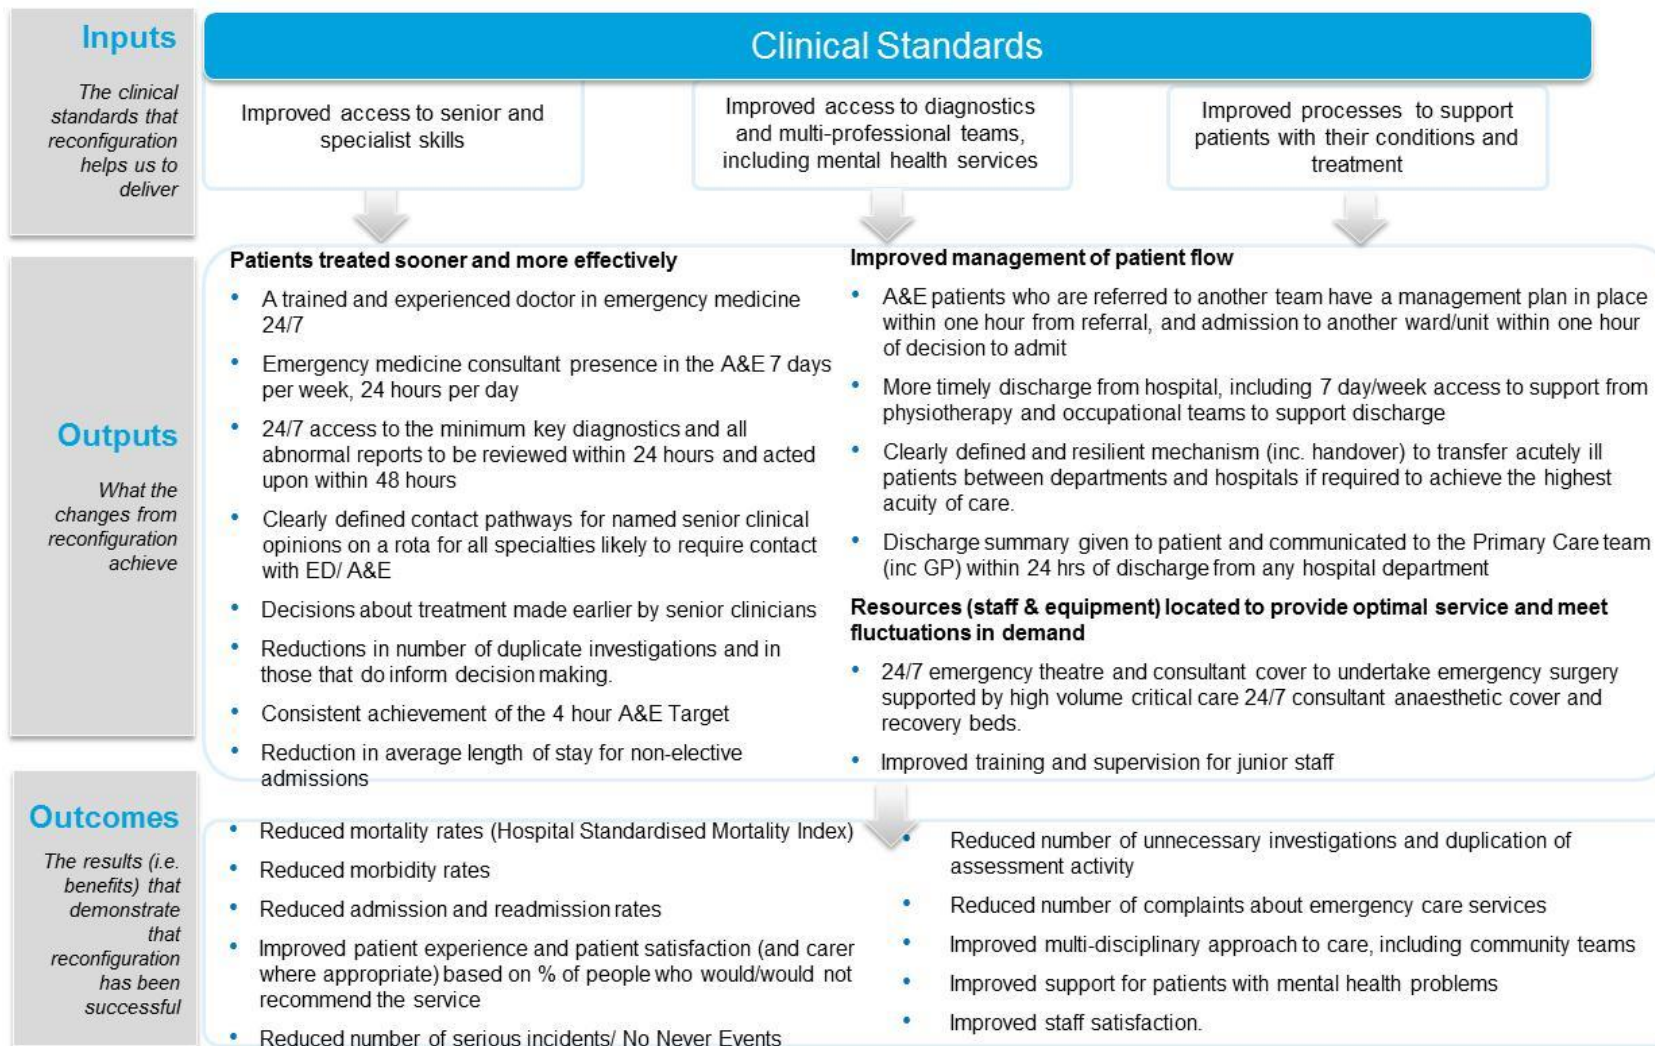 Inputs
The clinical
standards that
reconfiguration
helps us to
deliver
Clinical Standards
Improved access to senior and
specialist skills
Improved access to diagnostics
and multi-professional teams,
including mental health services
Improved processes to support
patients with their conditions and
treatment
Outputs
What the
changes from
reconfiguration
achieve
Patients treated sooner and more effectively
• A trained and experienced doctor in emergency medicine
24/7
• Emergency medicine consultant presence in the A&E 7 days
per week, 24 hours per day
• 24/7 access to the minimum key diagnostics and all
abnormal reports to be reviewed within 24 hours and acted
upon within 48 hours
• Clearly defined contact pathways for named senior clinical
opinions on a rota for all specialties likely to require contact
with ED/ A&E
• Decisions about treatment made earlier by senior clinicians
• Reductions in number of duplicate investigations and in
those that do inform decision making.
• Consistent achievement of the 4 hour A&E Target
• Reduction in average length of stay for non-elective
admissions
Improved management of patient flow
• A&E patients who are referred to another team have a management plan in place
within one hour from referral, and admission to another ward/unit within one hour
of decision to admit
• More timely discharge from hospital, including 7 day/week access to support from
physiotherapy and occupational teams to support discharge
• Clearly defined and resilient mechanism (inc. handover) to transfer acutely ill
patients between departments and hospitals if required to achieve the highest
acuity of care.
• Discharge summary given to patient and communicated to the Primary Care team
(inc GP) within 24 hrs of discharge from any hospital department
Resources (staff & equipment) located to provide optimal service and meet
fluctuations in demand
• 24/7 emergency theatre and consultant cover to undertake emergency surgery
supported by high volume critical care 24/7 consultant anaesthetic cover and
recovery beds.
• Improved training and supervision for junior staff
Outcomes
The results (i.e.
benefits) that
demonstrate
that
reconfiguration
has been
successful
• Reduced mortality rates (Hospital Standardised Mortality Index)
• Reduced morbidity rates
• Reduced admission and readmission rates
• Improved patient experience and patient satisfaction (and carer
where appropriate) based on % of people who would/would not
recommend the service
• Reduced number of serious incidents/ No Never Events
• Reduced number of unnecessary investigations and duplication of
assessment activity
• Reduced number of complaints about emergency care services
• Improved multi-disciplinary approach to care, including community teams
• Improved support for patients with mental health problems
• Improved staff satisfaction.